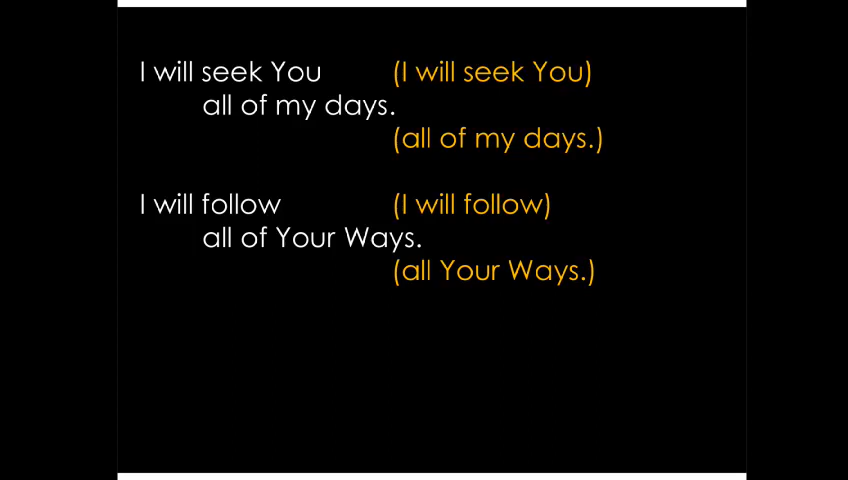 I will seek You (I will seek You)
all of my days.
(all of my days.)
I will follow (I will follow)
all of Your Ways.
(all Your Ways.)